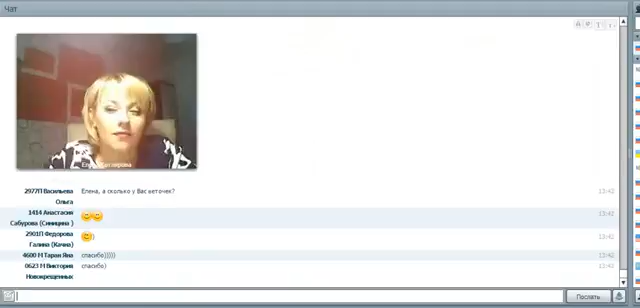 Чат
2977П Васильева Елена, а сколько у Вас веточек? 13:42
Ольга
1414 Анастасия 13:42
Сабурова (Синицина )
2901П Федорова ) 13:42
Галина (Качна)
4600 М Таран Яна спасибо))))) 13:42
0623 М Виктория спасибо) 13:42
Новокрещенных
Послать